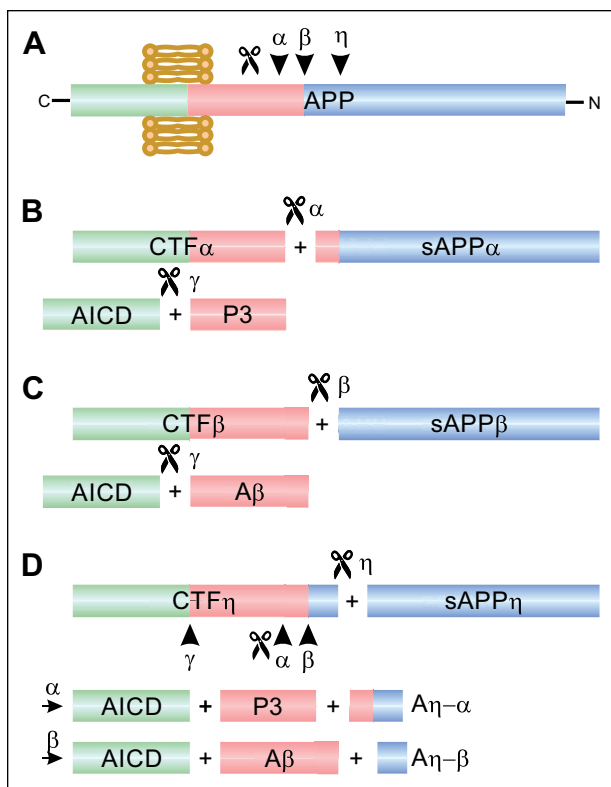 A
α β η
C APP N
B
α
CTFα + sAPPα
γ
AICD + P3
C
β
CTFβ + sAPPβ
γ
AICD + Aβ
D
η
CTFη + sAPPη
γ α β
α
AICD + P3 + Aη−α
β
AICD + Aβ + Aη−β